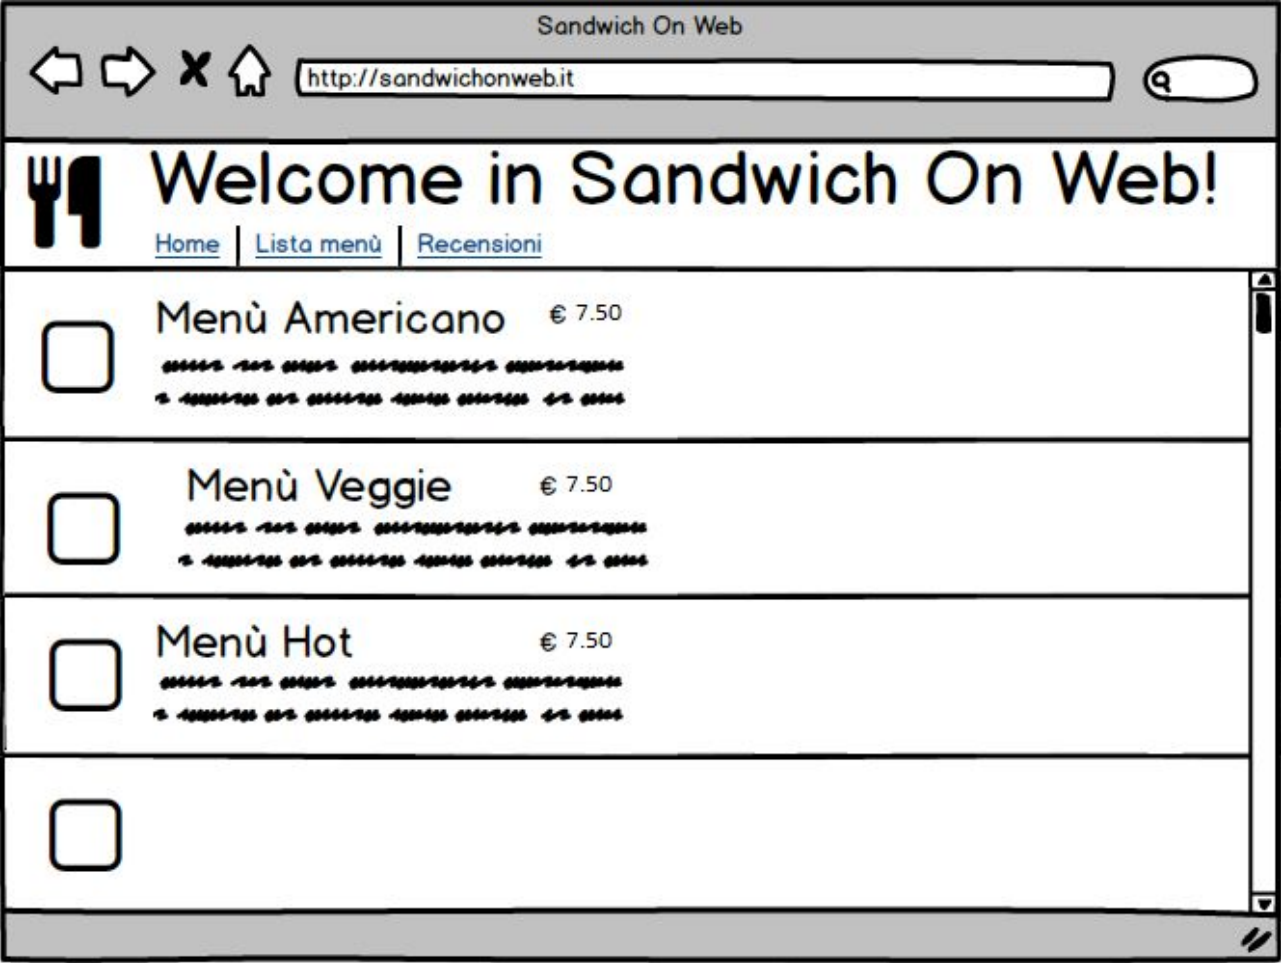 Sandwich On Web
http://sandwichonweb.it
Welcome in Sandwich On Web!
Home | Lista menù | Recensioni
Menù Americano € 7.50
Menù Veggie € 7.50
Menù Hot € 7.50